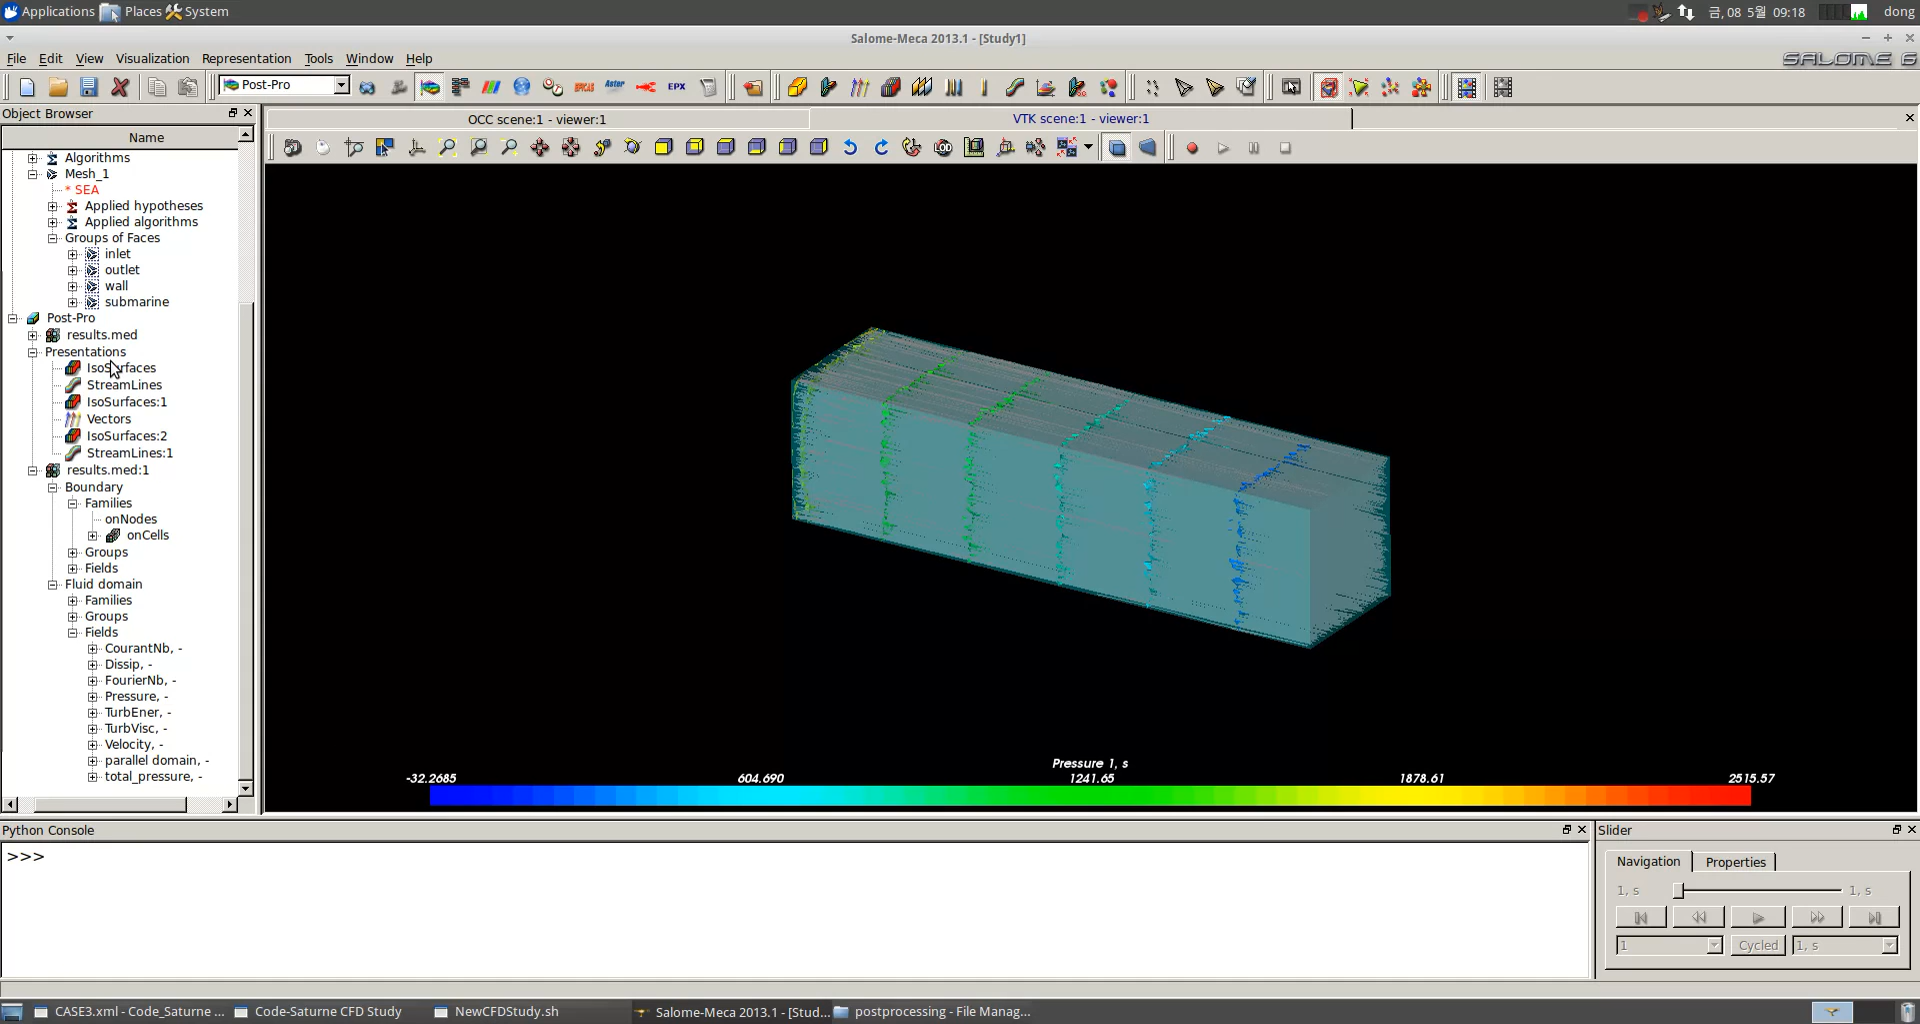 Applications Places System 금, 08 5월 09:18 dong
Salome-Meca 2013.1 - [Study1]
File Edit View Visualization Representation Tools Window Help
SALOME 6
Post-Pro
EFICAS Aster EPX
Object Browser
OCC scene:1 - viewer:1
VTK scene:1 - viewer:1
Name
LOD
Algorithms
Mesh_1
* SEA
Applied hypotheses
Applied algorithms
Groups of Faces
inlet
outlet
wall
submarine
Post-Pro
results.med
Presentations
IsoSurfaces
StreamLines
IsoSurfaces:1
Vectors
IsoSurfaces:2
StreamLines:1
results.med:1
Boundary
Families
onNodes
onCells
Groups
Fields
Fluid domain
Families
Groups
Fields
CourantNb, -
Dissip, -
FourierNb, -
Pressure, -
TurbEner, -
TurbVisc, -
Velocity, -
parallel domain, -
total_pressure, -
Pressure 1, s
-32.2685 604.690 1241.65 1878.61 2515.57
Python Console
>>>
Slider
Navigation Properties
1, s 1, s
1 Cycled 1, s
CASE3.xml - Code_Saturne ... Code-Saturne CFD Study NewCFDStudy.sh Salome-Meca 2013.1 - [Stud... postprocessing - File Manag...